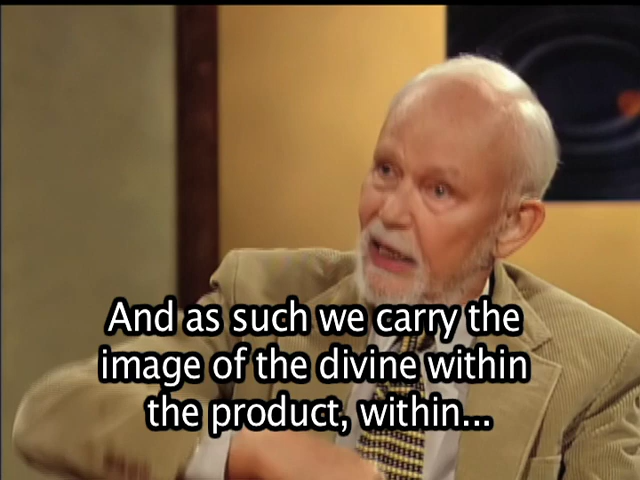 And as such we carry the
image of the divine within
the product, within...